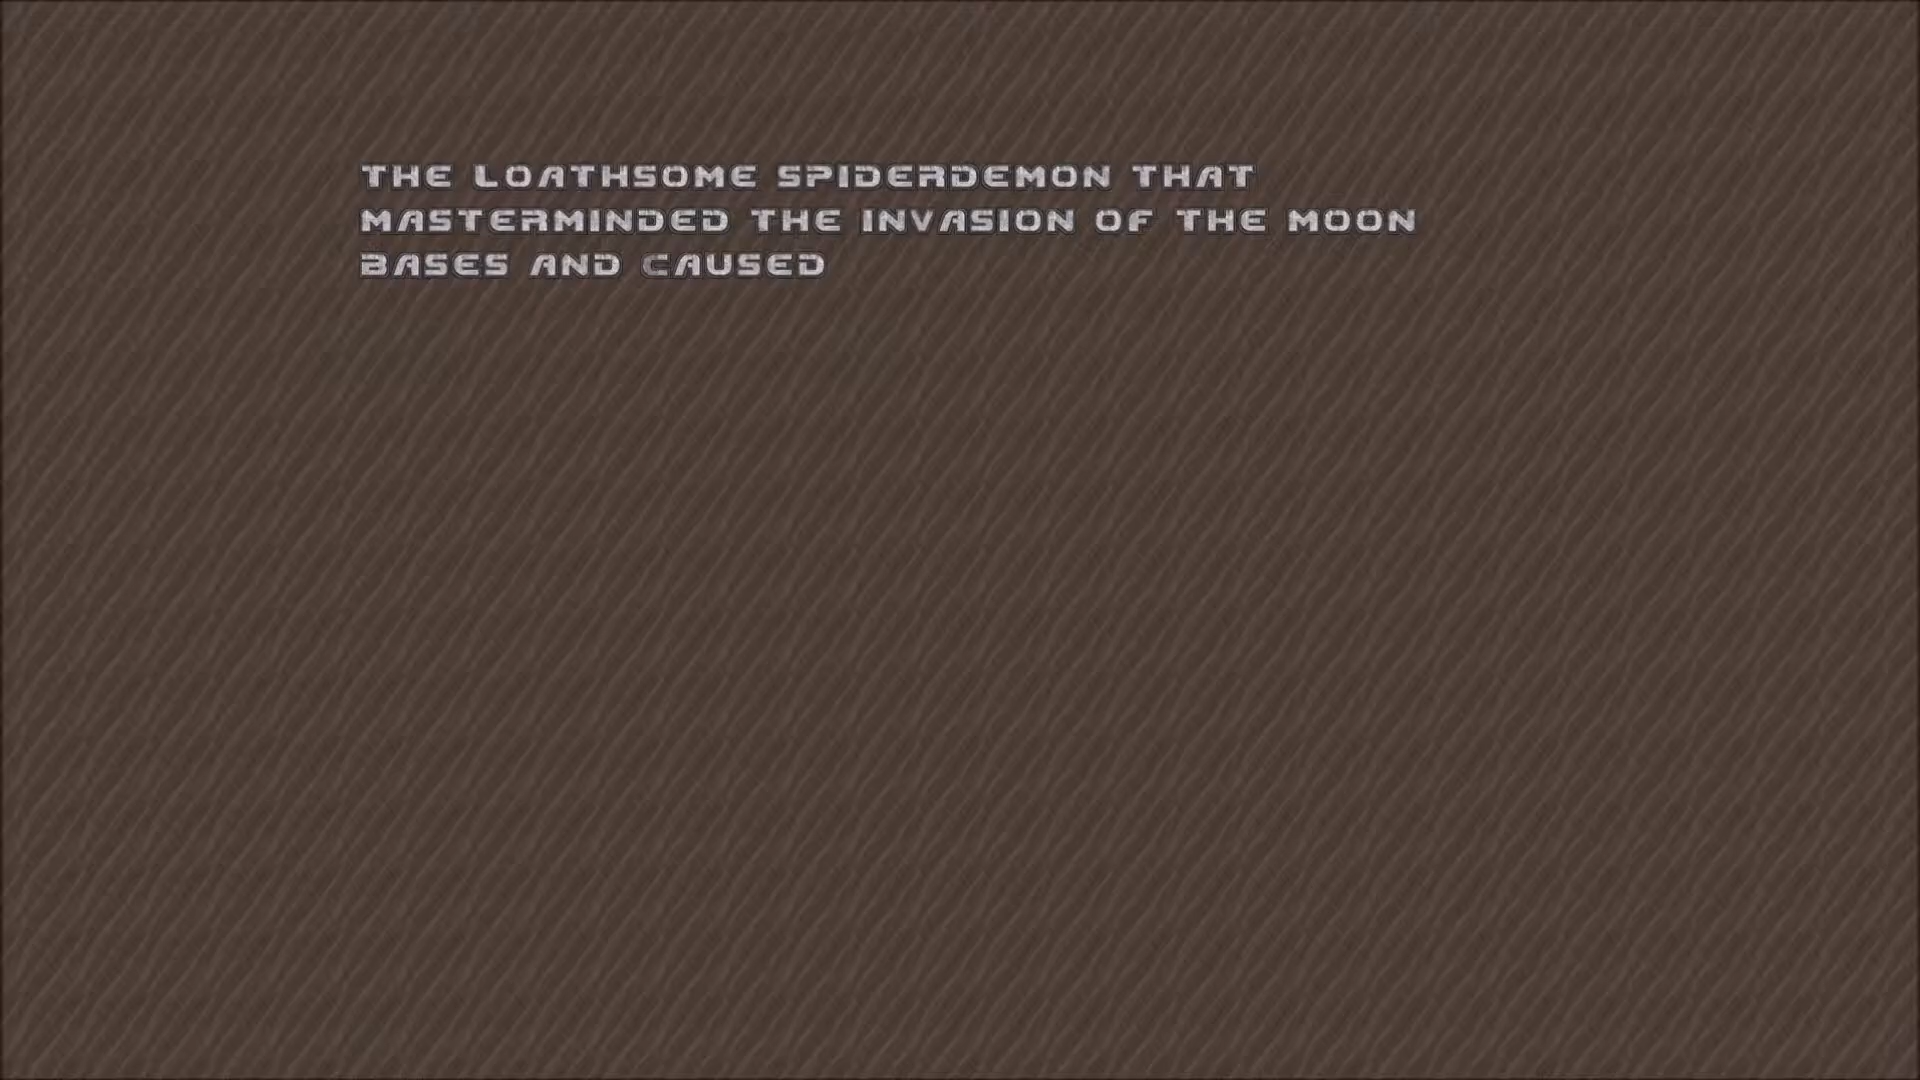 THE LOATHSOME SPIDERDEMON THAT
MASTERMINDED THE INVASION OF THE MOON
BASES AND CAUSED